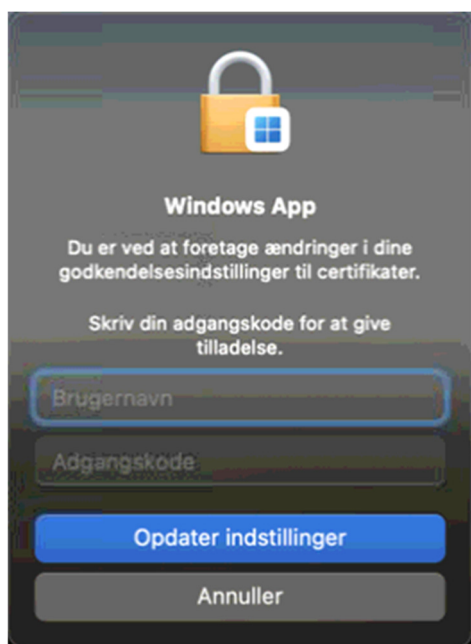 Windows App
Du er ved at foretage ændringer i dine
godkendelsesindstillinger til certifikater.
Skriv din adgangskode for at give
tilladelse.
Brugernavn
Adgangskode
Opdater indstillinger
Annuller